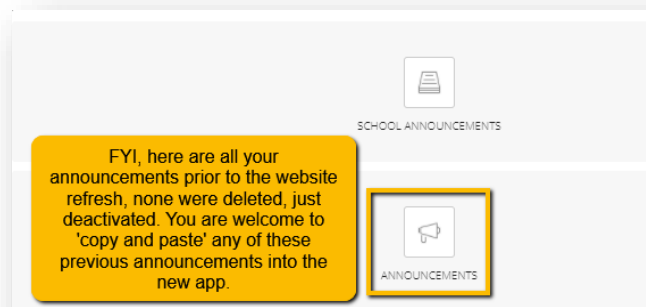 SCHOOL ANNOUNCEMENTS
FYI, here are all your
announcements prior to the website
refresh, none were deleted, just
deactivated. You are welcome to
'copy and paste' any of these
previous announcements into the
new app.
ANNOUNCEMENTS